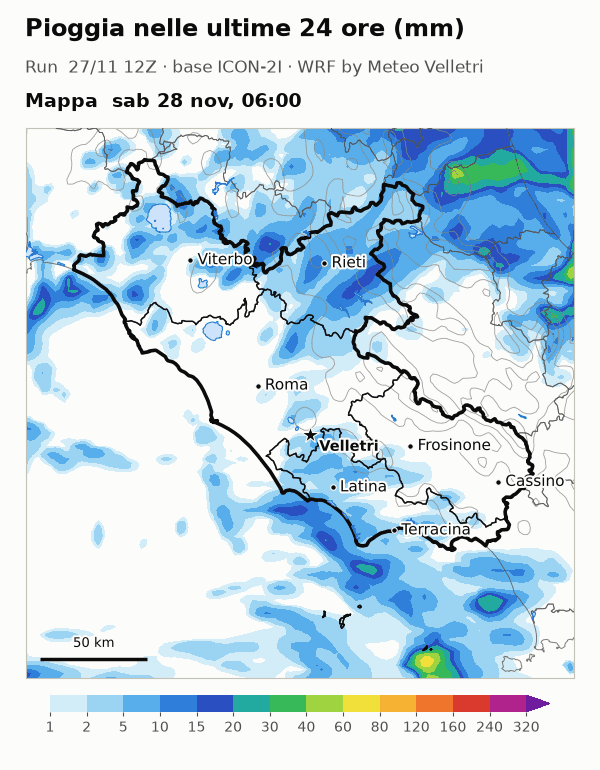 Pioggia nelle ultime 24 ore (mm)
Run 27/11 12Z · base ICON-2I · WRF by Meteo Velletri
Mappa sab 28 nov, 06:00
Viterbo
Rieti
Roma
Velletri
Frosinone
Cassino
Latina
Terracina
50 km
1 2 5 10 15 20 30 40 60 80 120 160 240 320